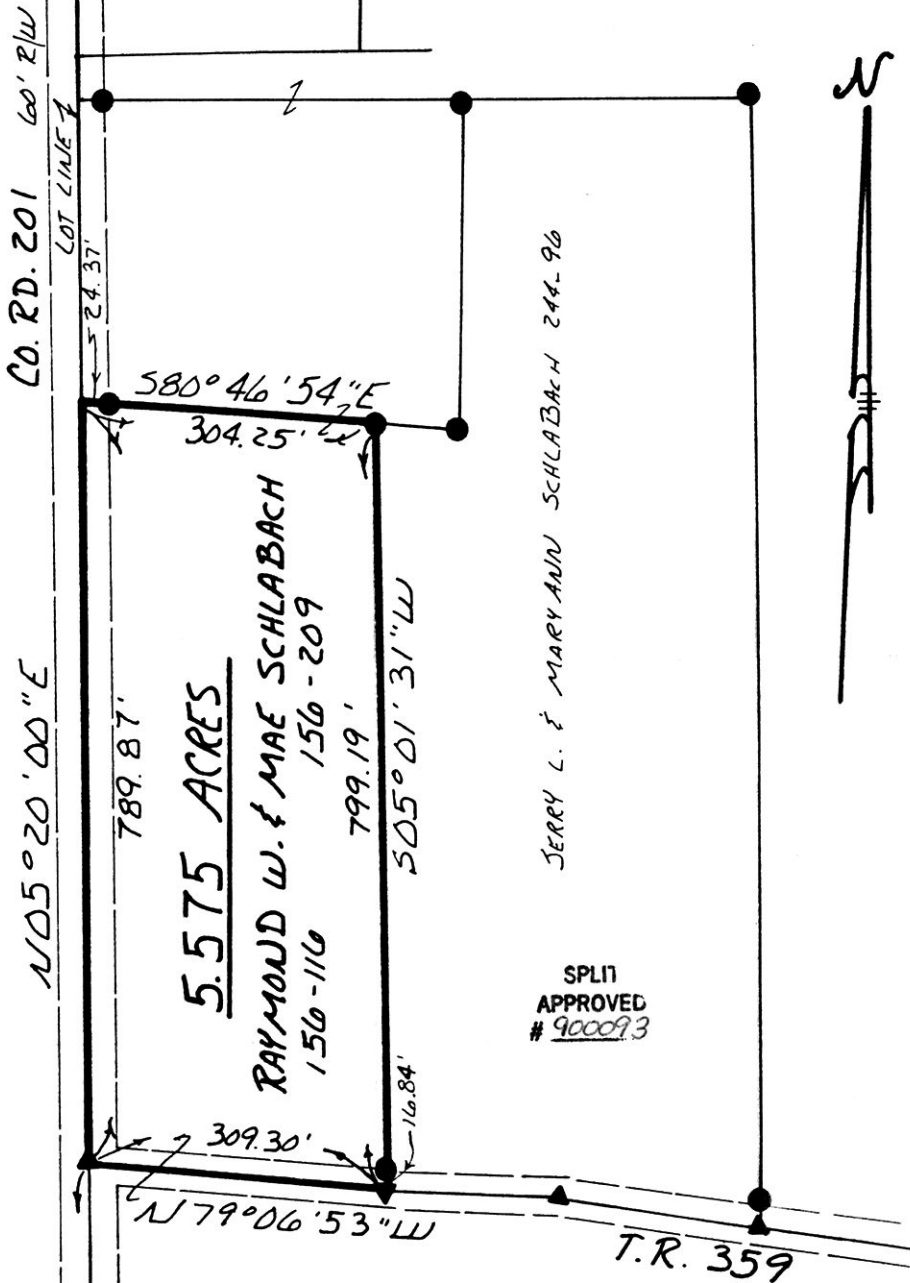 N
CO. RD. 201 60' R/W
LOT LINE
24.37'
S80°46'54"E
304.25'
N05°20'00"E
789.87'
5.575 ACRES
RAYMOND W. & MAE SCHLABACH
156-116 156-209
799.19'
S05°01'31"W
JERRY L. & MARY ANN SCHLABACH 244-96
SPLIT
APPROVED
# 900093
16.84'
309.30'
N79°06'53"W
T.R. 359